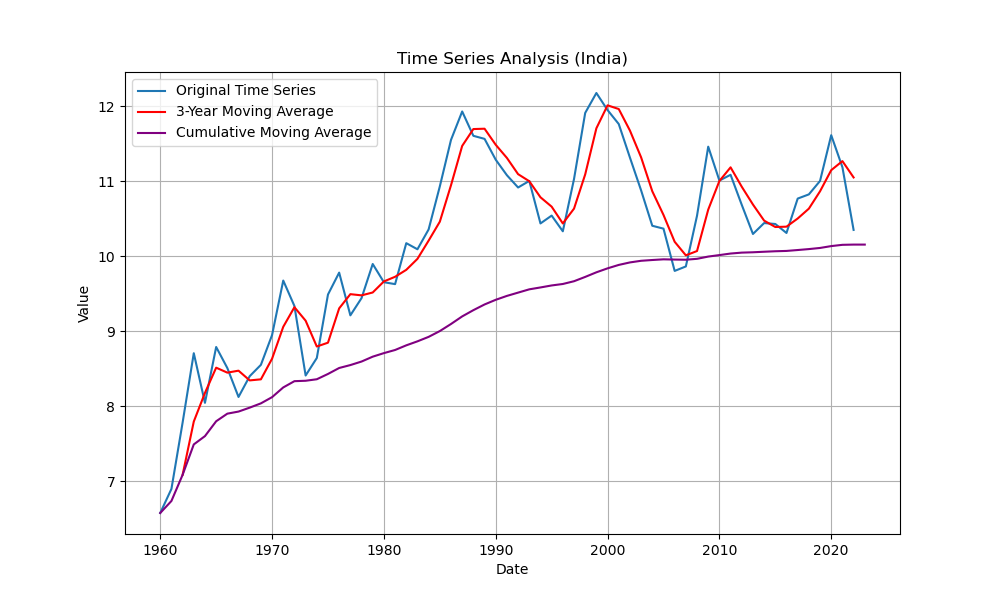 Time Series Analysis (India)
Original Time Series
3-Year Moving Average
Cumulative Moving Average
12
11
10
9
8
7
Value
1960 1970 1980 1990 2000 2010 2020
Date